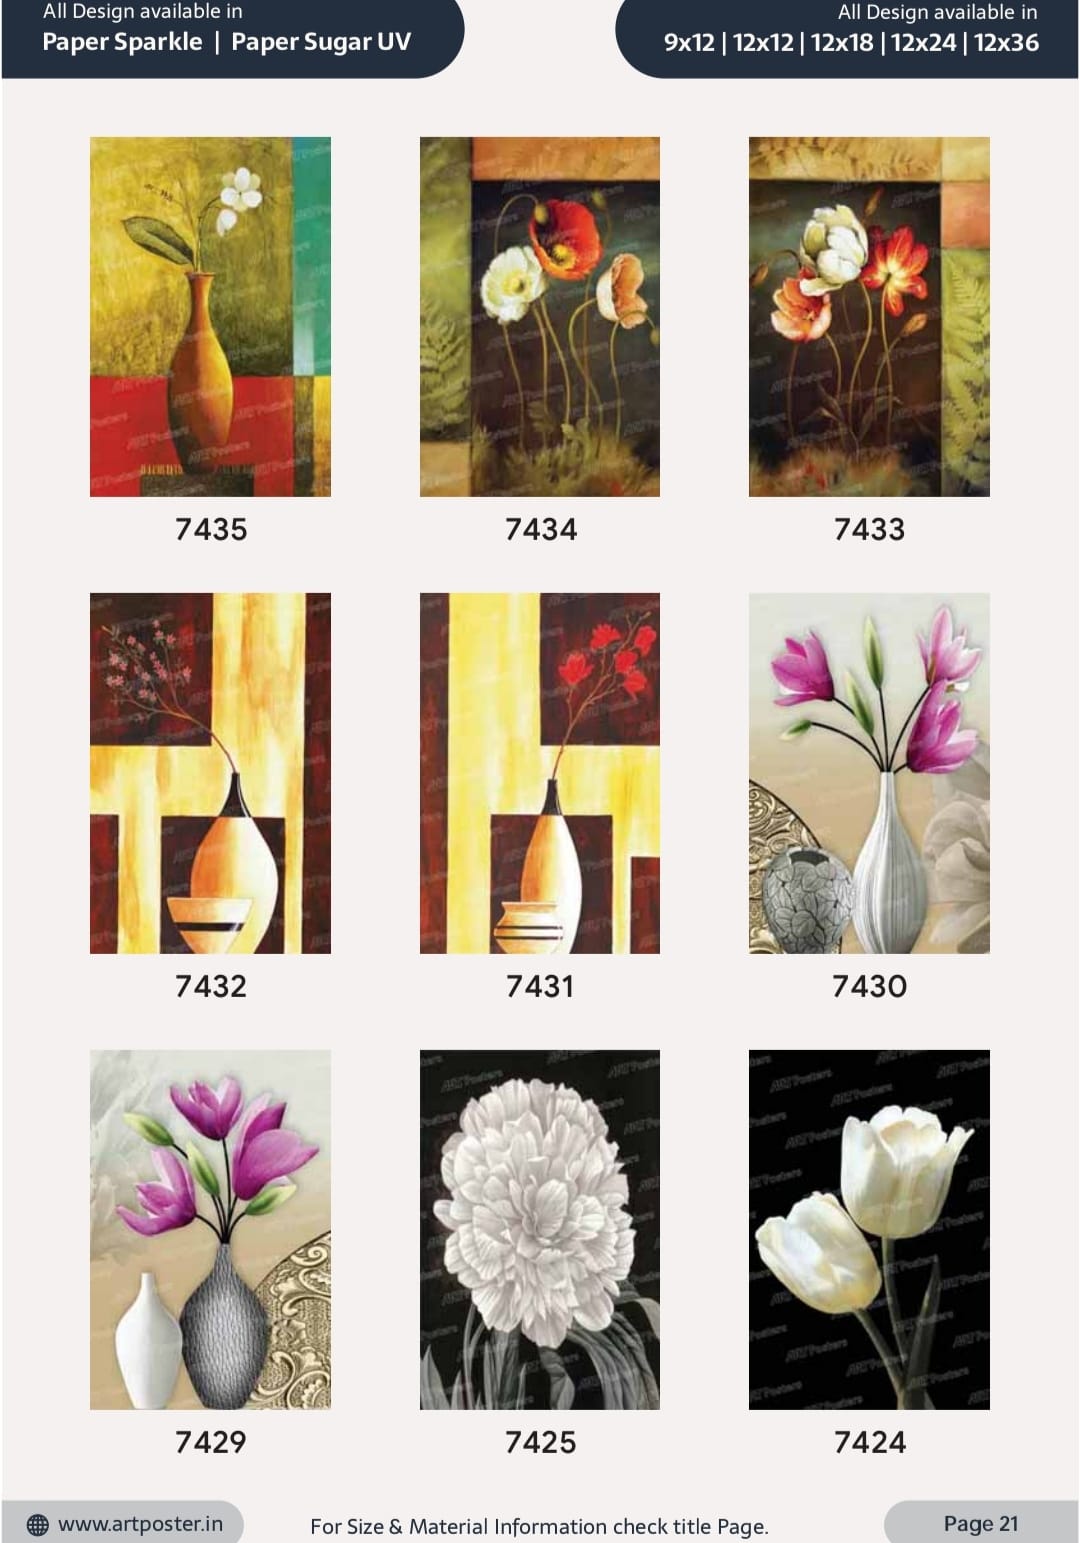 All Design available in
Paper Sparkle | Paper Sugar UV
All Design available in
9x12 | 12x12 | 12x18 | 12x24 | 12x36
7435
7434
7433
7432
7431
7430
7429
7425
7424
www.artposter.in
For Size & Material Information check title Page.
Page 21